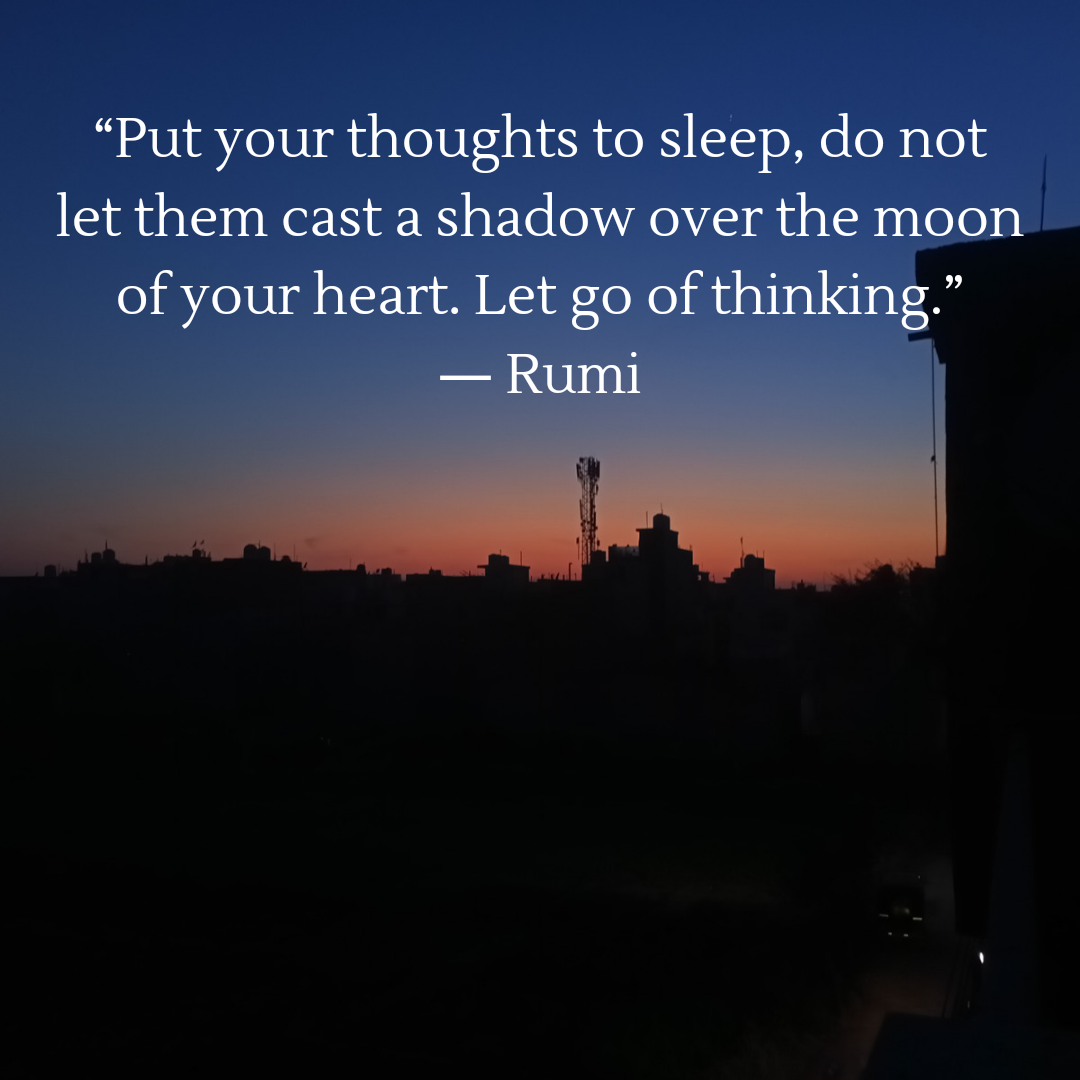 “Put your thoughts to sleep, do not
let them cast a shadow over the moon
of your heart. Let go of thinking.”
— Rumi